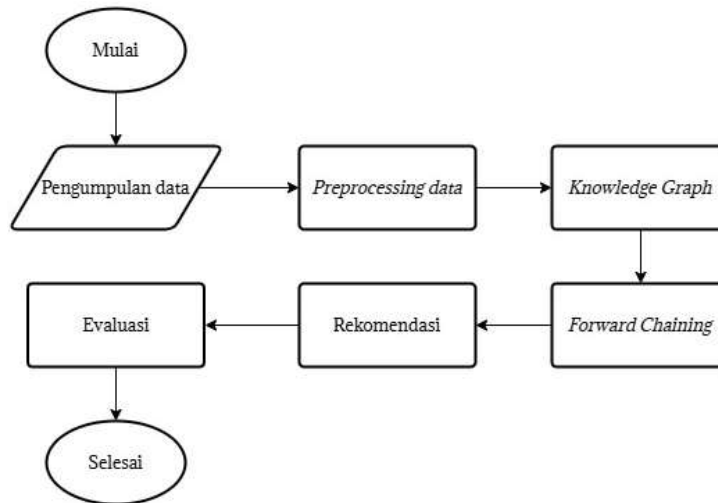 Mulai
Pengumpulan data
Preprocessing data
Knowledge Graph
Forward Chaining
Rekomendasi
Evaluasi
Selesai